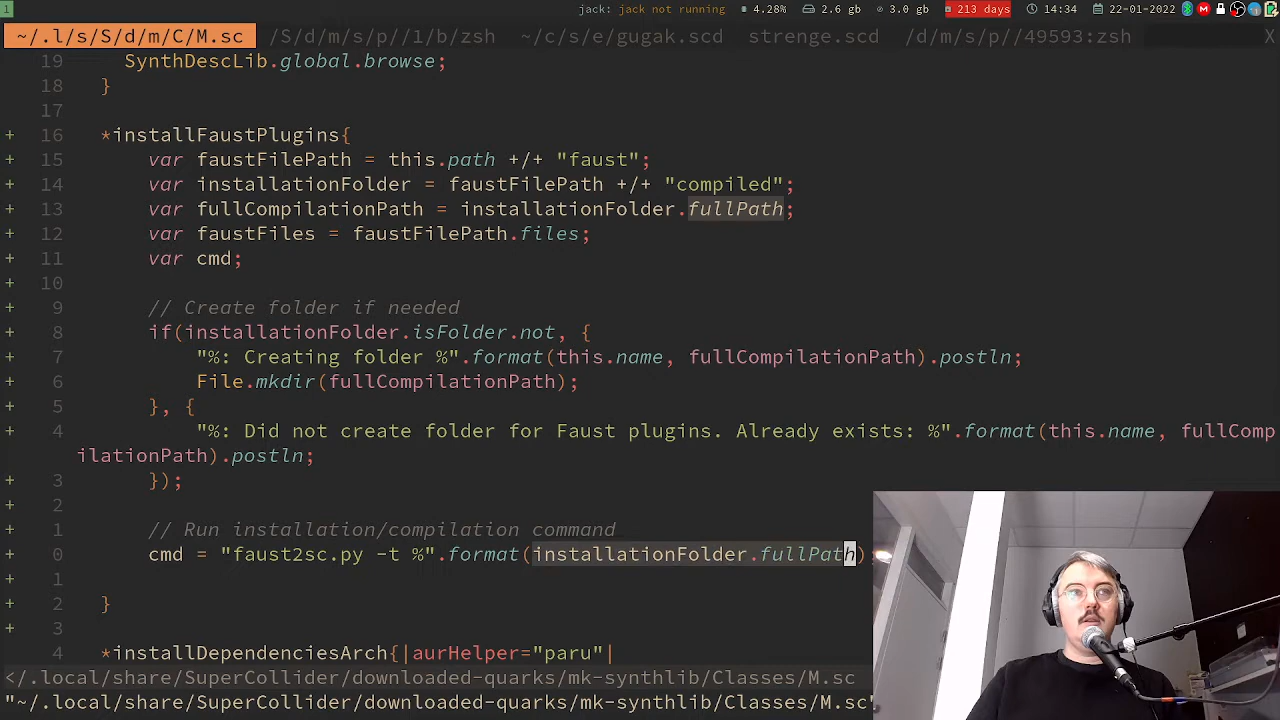 1 jack: jack not running 4.28% 2.6 gb 3.0 gb 213 days 14:34 22-01-2022
~/.l/s/S/d/m/C/M.sc /S/d/m/s/p//1/b/zsh ~/c/s/e/gugak.scd strenge.scd /d/m/s/p//49593:zsh X
19 SynthDescLib.global.browse;
18 }
17
+ 16 *installFaustPlugins{
+ 15 var faustFilePath = this.path +/+ "faust";
+ 14 var installationFolder = faustFilePath +/+ "compiled";
+ 13 var fullCompilationPath = installationFolder.fullPath;
+ 12 var faustFiles = faustFilePath.files;
+ 11 var cmd;
+ 10
+ 9 // Create folder if needed
+ 8 if(installationFolder.isFolder.not, {
+ 7 "%: Creating folder %".format(this.name, fullCompilationPath).postln;
+ 6 File.mkdir(fullCompilationPath);
+ 5 }, {
+ 4 "%: Did not create folder for Faust plugins. Already exists: %".format(this.name, fullComp
ilationPath).postln;
+ 3 });
+ 2
+ 1 // Run installation/compilation command
+ 0 cmd = "faust2sc.py -t %".format(installationFolder.fullPath)
+ 1
+ 2 }
+ 3
4 *installDependenciesArch{|aurHelper="paru"|
</.local/share/SuperCollider/downloaded-quarks/mk-synthlib/Classes/M.sc
"~/.local/share/SuperCollider/downloaded-quarks/mk-synthlib/Classes/M.sc"